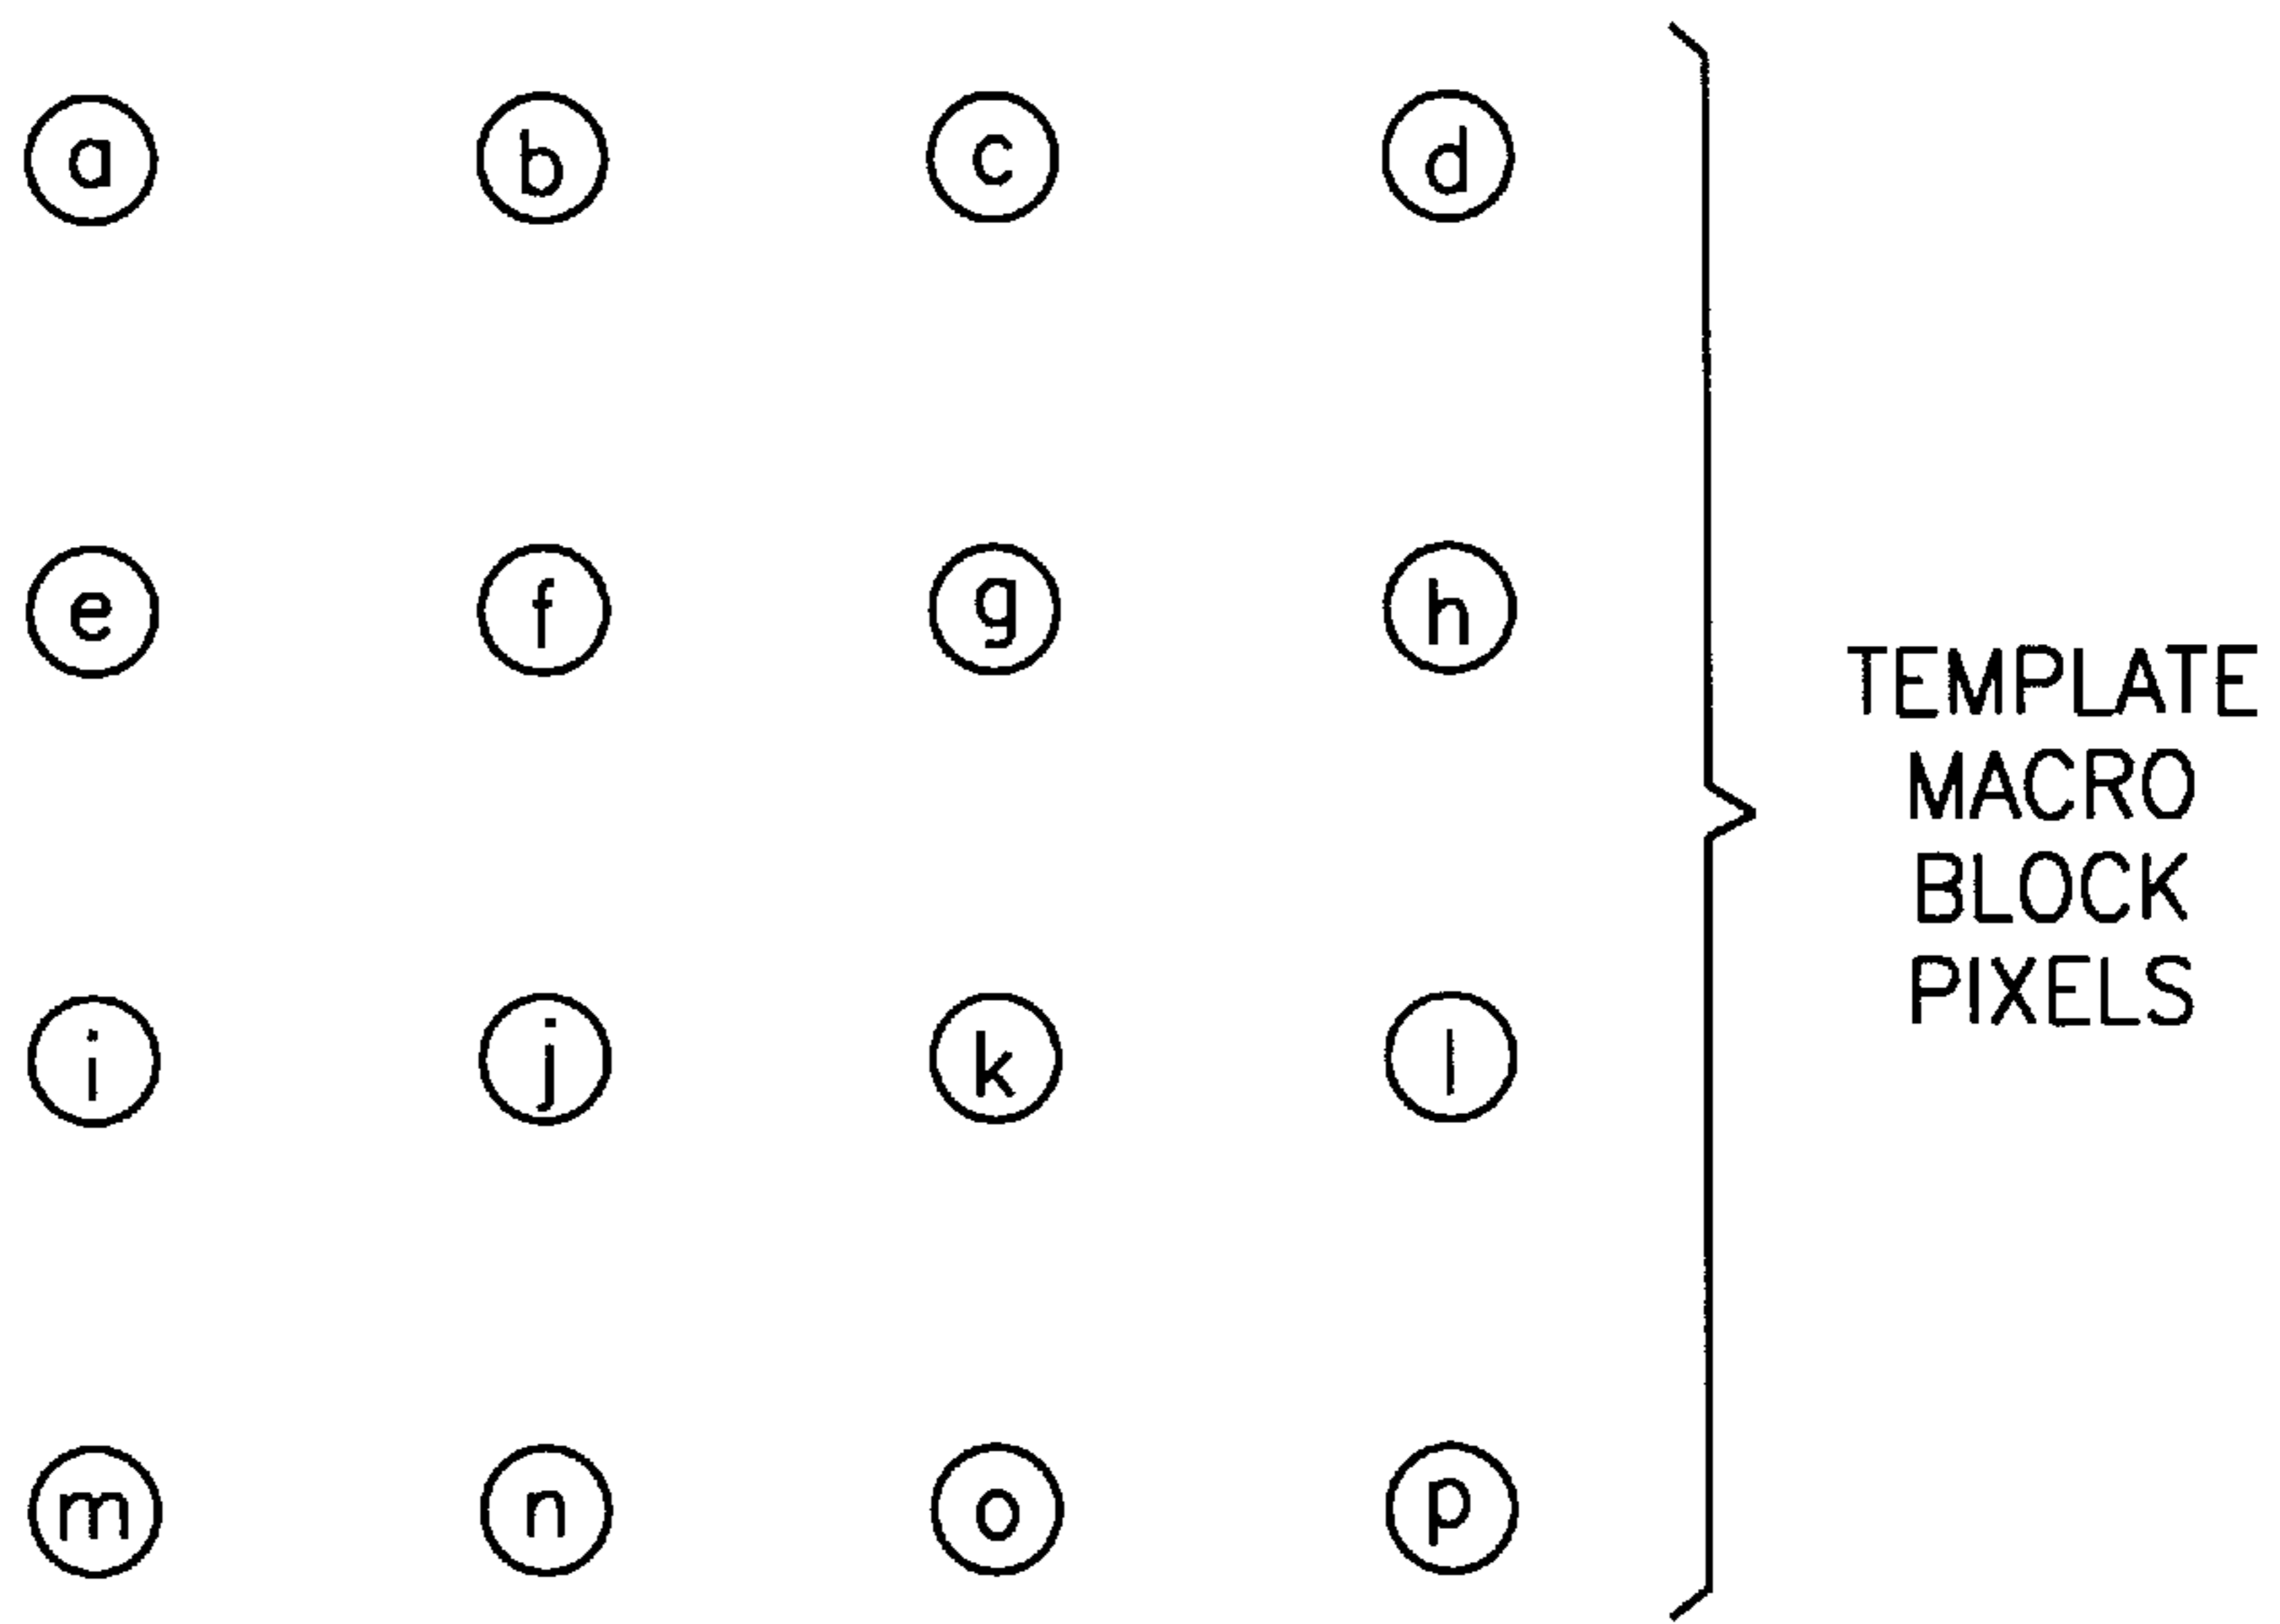 a b c d
e f g h
TEMPLATE
MACRO
BLOCK
PIXELS
i j k l
m n o p